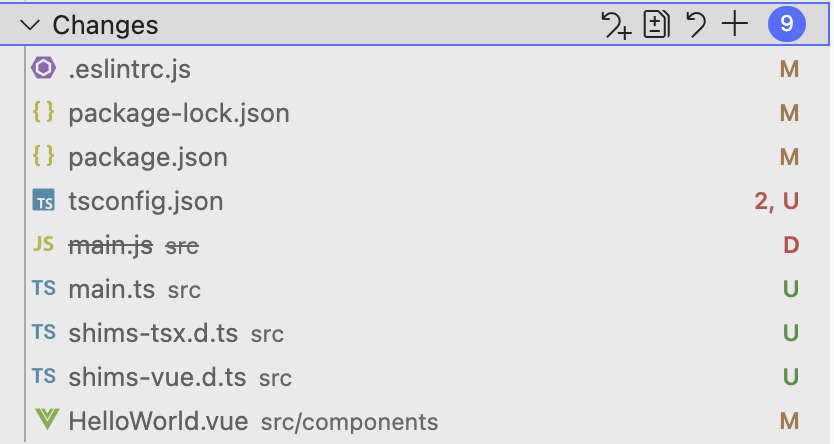 Changes 9
.eslintrc.js M
{} package-lock.json M
{} package.json M
TS tsconfig.json 2, U
JS main.js src D
TS main.ts src U
TS shims-tsx.d.ts src U
TS shims-vue.d.ts src U
HelloWorld.vue src/components M